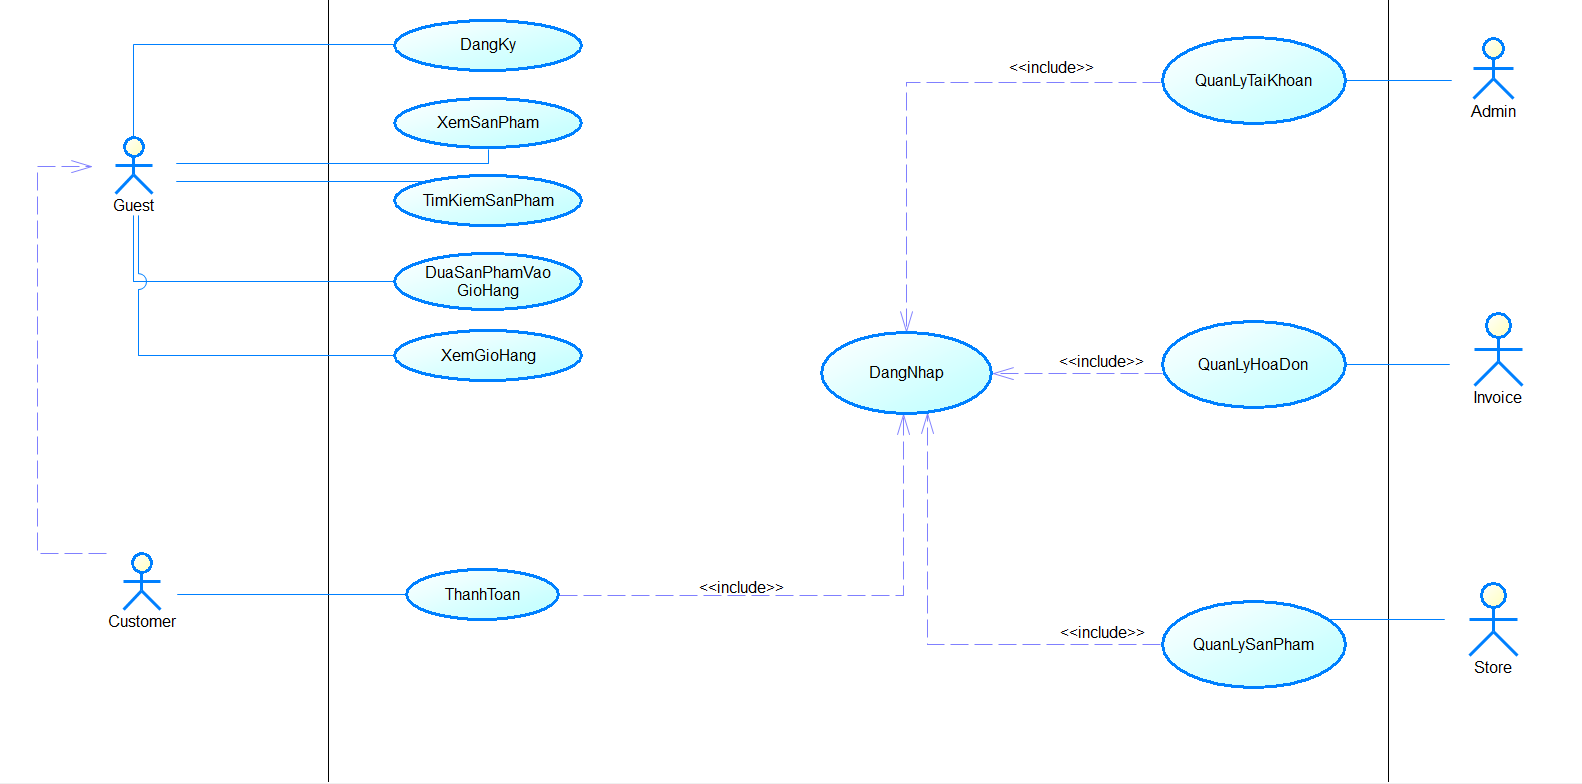 DangKy
<<include>>
QuanLyTaiKhoan
Admin
XemSanPham
Guest
TimKiemSanPham
DuaSanPhamVao
GioHang
XemGioHang
DangNhap
<<include>>
QuanLyHoaDon
Invoice
Customer
ThanhToan
<<include>>
<<include>>
QuanLySanPham
Store